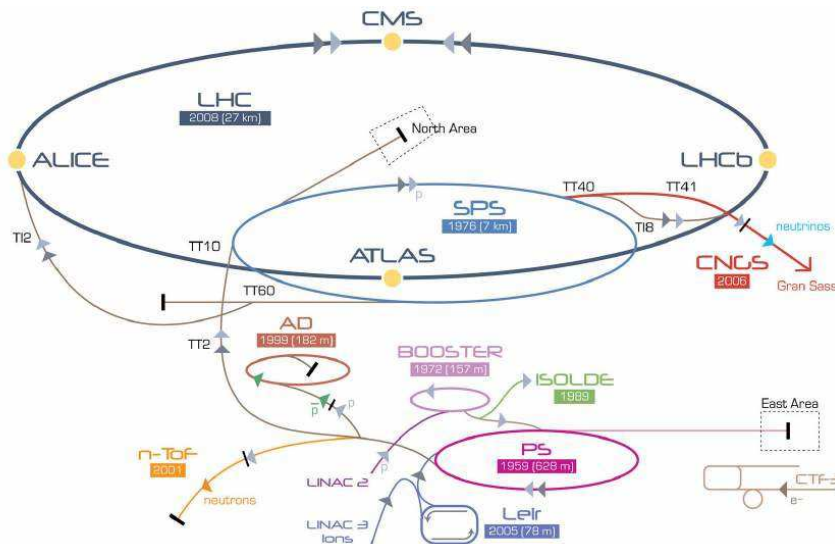 CMS
LHC
2008 (27 km)
North Area
ALICE
LHCb
TT40
TT41
p
SPS
1976 (7 km)
TI8
TI2
TT10
ATLAS
neutrinos
CNGS
2006
Gran Sass
TT60
AD
1999 (182 m)
TT2
BOOSTER
1972 (157 m)
ISOLDE
1989
p
p
East Area
n-ToF
2001
PS
1959 (628 m)
p
neutrons
LINAC 2
CTF3
e-
LINAC 3
Ions
LeIr
2005 (78 m)